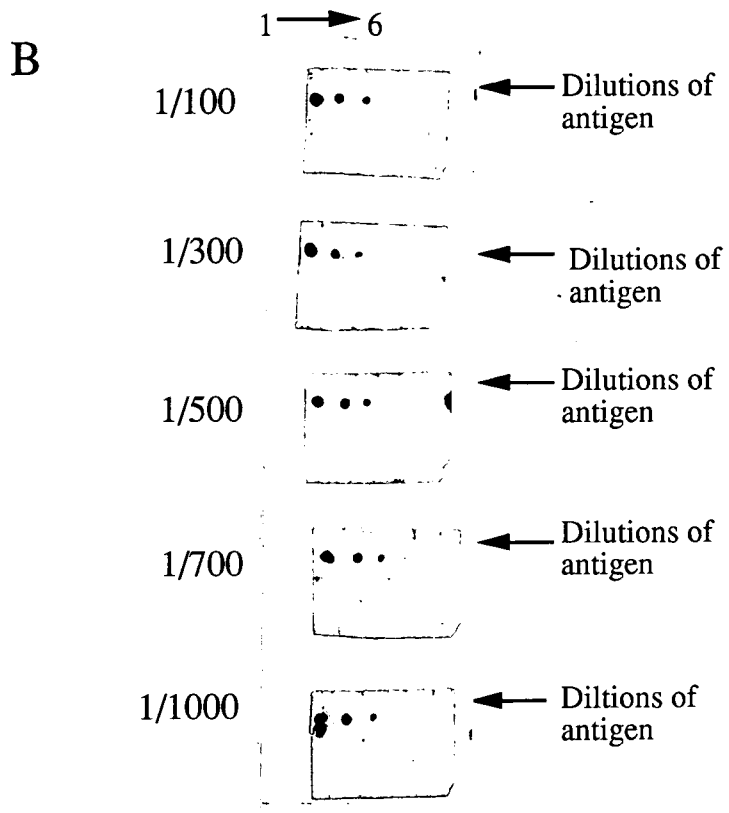 1 6
B
1/100
Dilutions of
antigen
1/300
Dilutions of
antigen
1/500
Dilutions of
antigen
1/700
Dilutions of
antigen
1/1000
Diltions of
antigen